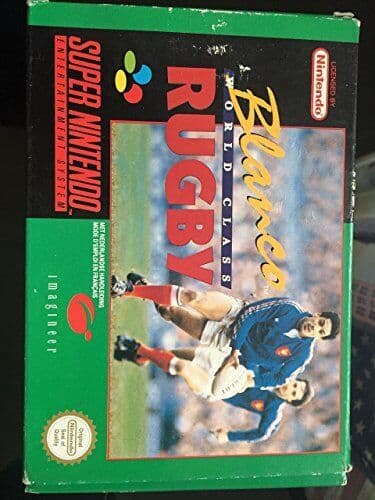 SUPER NINTENDO
ENTERTAINMENT SYSTEM
LICENSED BY
Nintendo
Blanco
WORLD CLASS
RUGBY
MET NEDERLANDSE HANDLEIDING
MODE D'EMPLOI EN FRANÇAIS
imagineer
Original
Nintendo
Seal of
Quality